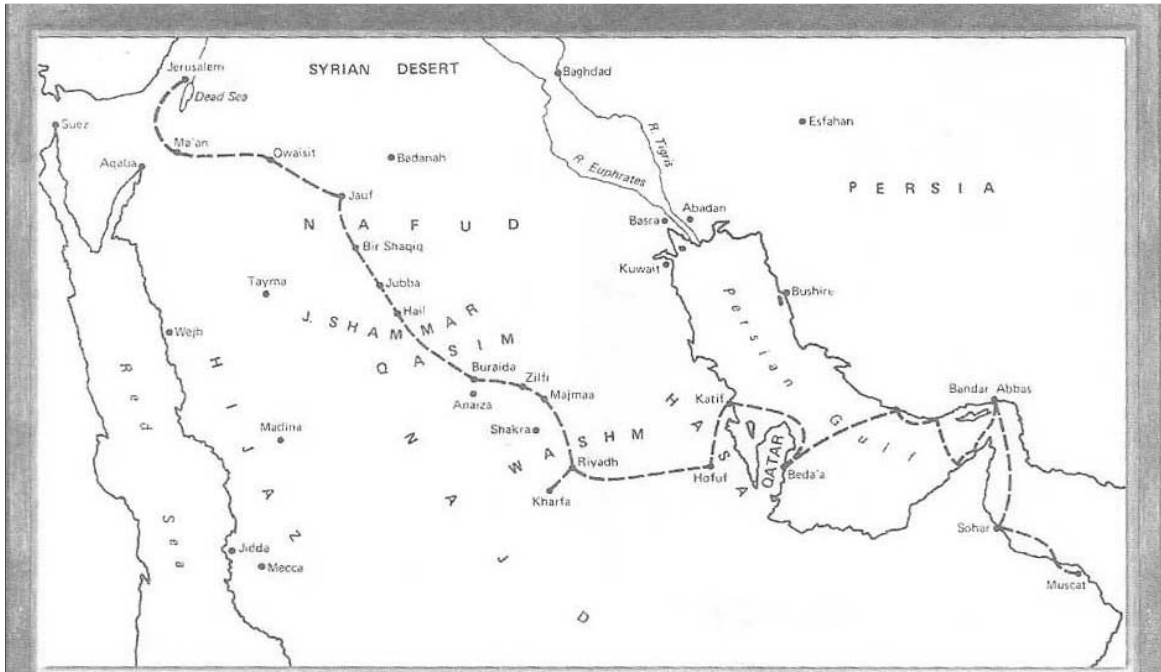 Jerusalem
SYRIAN DESERT
Baghdad
Dead Sea
Suez
Esfahan
Ma'an
Qwaisit
Badanah
R. Tigris
Aqaba
R. Euphrates
PERSIA
Jauf
NAFUD
Basra
Abadan
Bir Shaqiq
Kuwait
Tayma
Jubba
Persian Gulf
Bushire
Hail
J. SHAMMAR
Wejh
QASIM
HIJAZ
Red Sea
Buraida
Zilfi
Anaiza
Majmaa
Katif
HASA
Bandar Abbas
Madina
Shakra
WASHM
NAJD
Riyadh
Hofuf
QATAR
Beda'a
Kharfa
Sohar
Jidda
Mecca
Muscat